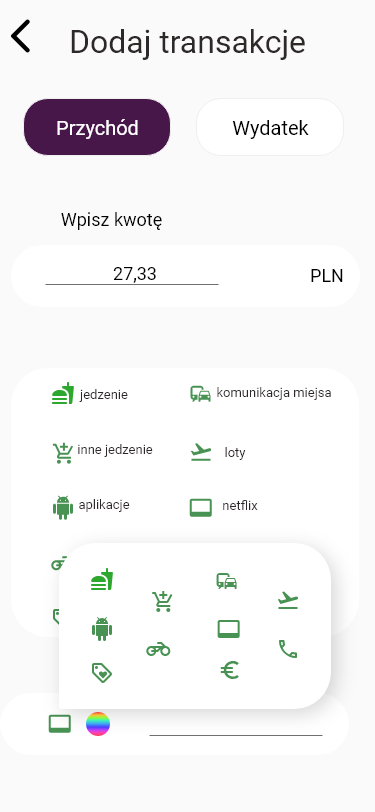 Dodaj transakcje
Przychód
Wydatek
Wpisz kwotę
27,33
PLN
jedzenie
komunikacja miejsa
inne jedzenie
loty
aplikacje
netflix